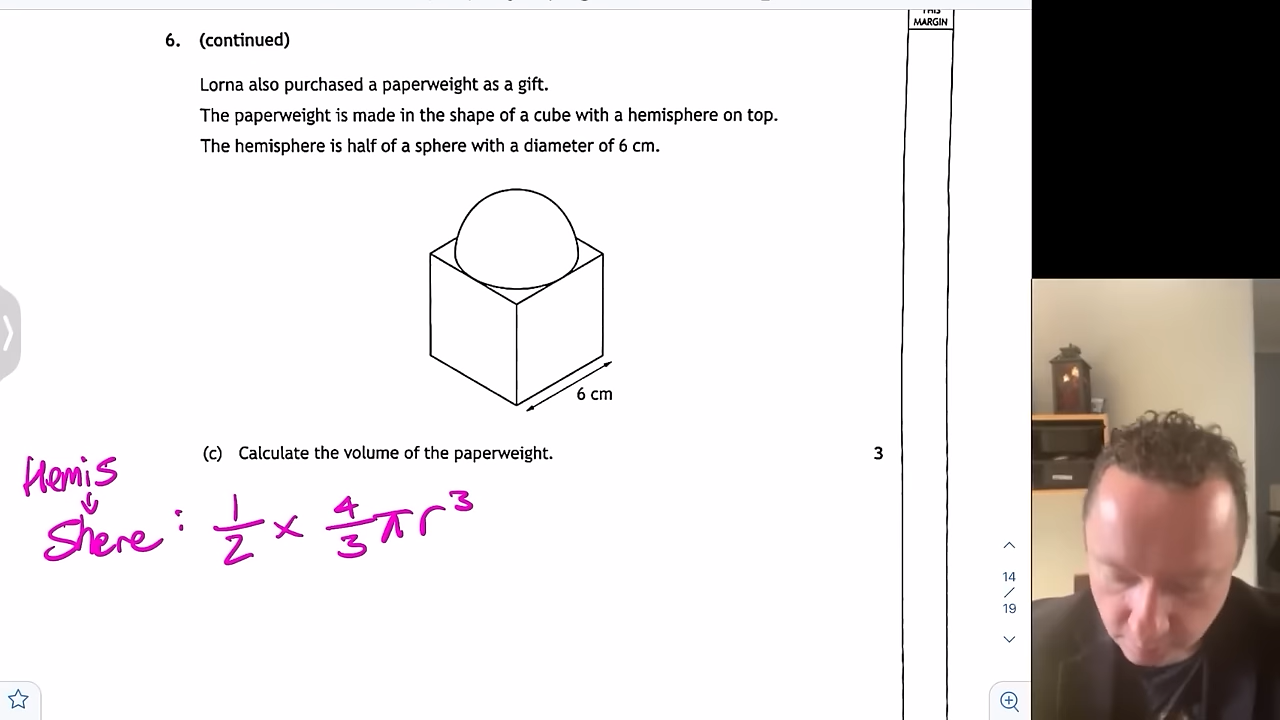 THIS
MARGIN
6. (continued)
Lorna also purchased a paperweight as a gift.
The paperweight is made in the shape of a cube with a hemisphere on top.
The hemisphere is half of a sphere with a diameter of 6 cm.
6 cm
(c) Calculate the volume of the paperweight. 3
Hemis
↓
Shere : 1/2 × 4/3 πr³
14
/
19